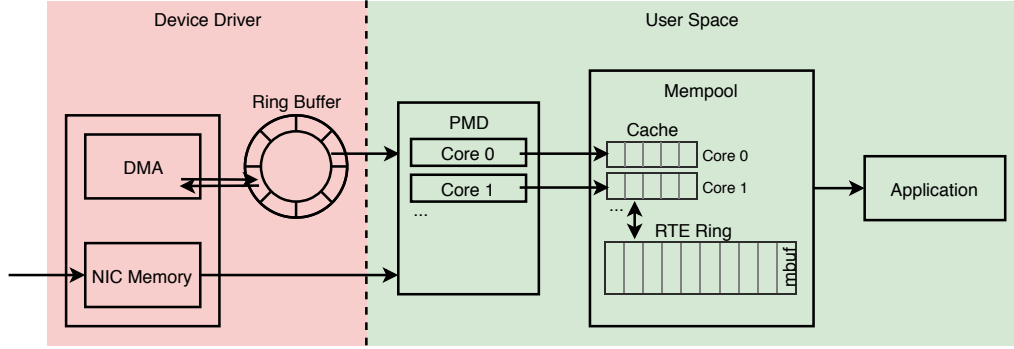 Device Driver
User Space
Ring Buffer
DMA
NIC Memory
PMD
Core 0
Core 1
...
Mempool
Cache
Core 0
Core 1
...
RTE Ring
mbuf
Application